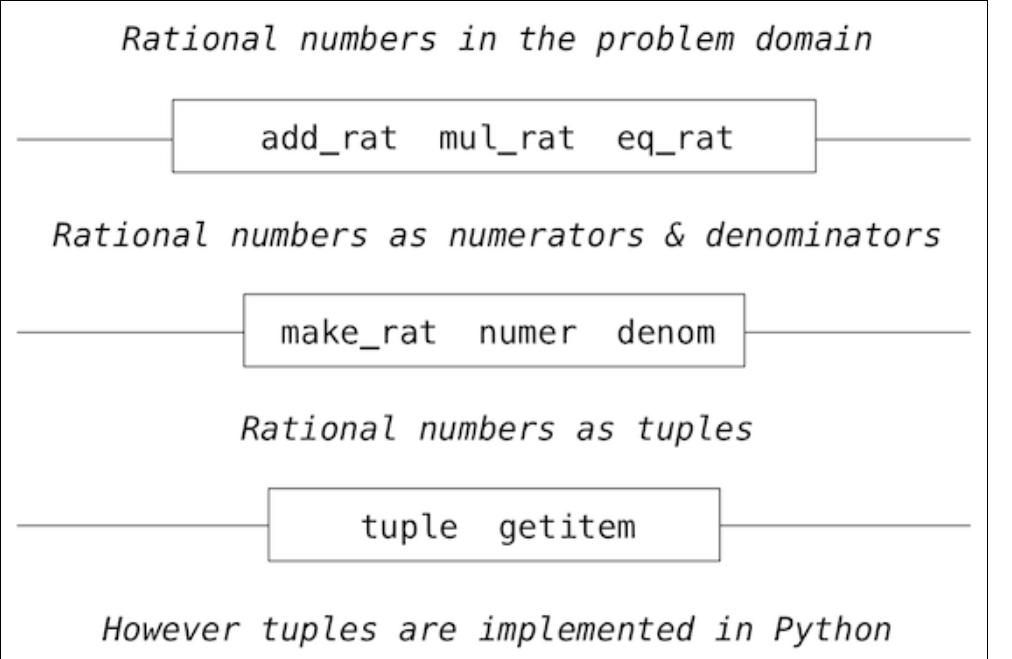 Rational numbers in the problem domain
add_rat mul_rat eq_rat
Rational numbers as numerators & denominators
make_rat numer denom
Rational numbers as tuples
tuple getitem
However tuples are implemented in Python